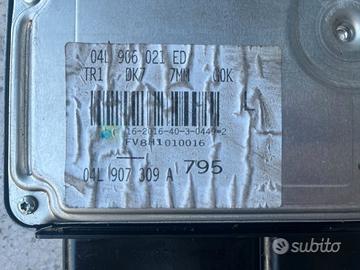 04L 906 021 ED
TR1 DK7 7MM 00K
16-2016-40-3-0449-2
FV8H1010016
04L 907 309 A 795
subito